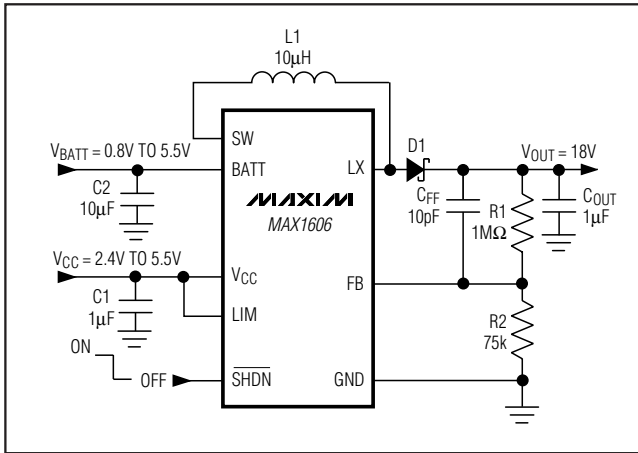 L1
10μH
SW
V_BATT = 0.8V TO 5.5V
BATT
LX
D1
V_OUT = 18V
C2
10μF
MAXIM
MAX1606
C_FF
10pF
R1
1MΩ
C_OUT
1μF
V_CC = 2.4V TO 5.5V
V_CC
FB
C1
1μF
LIM
R2
75k
ON
OFF
SHDN
GND